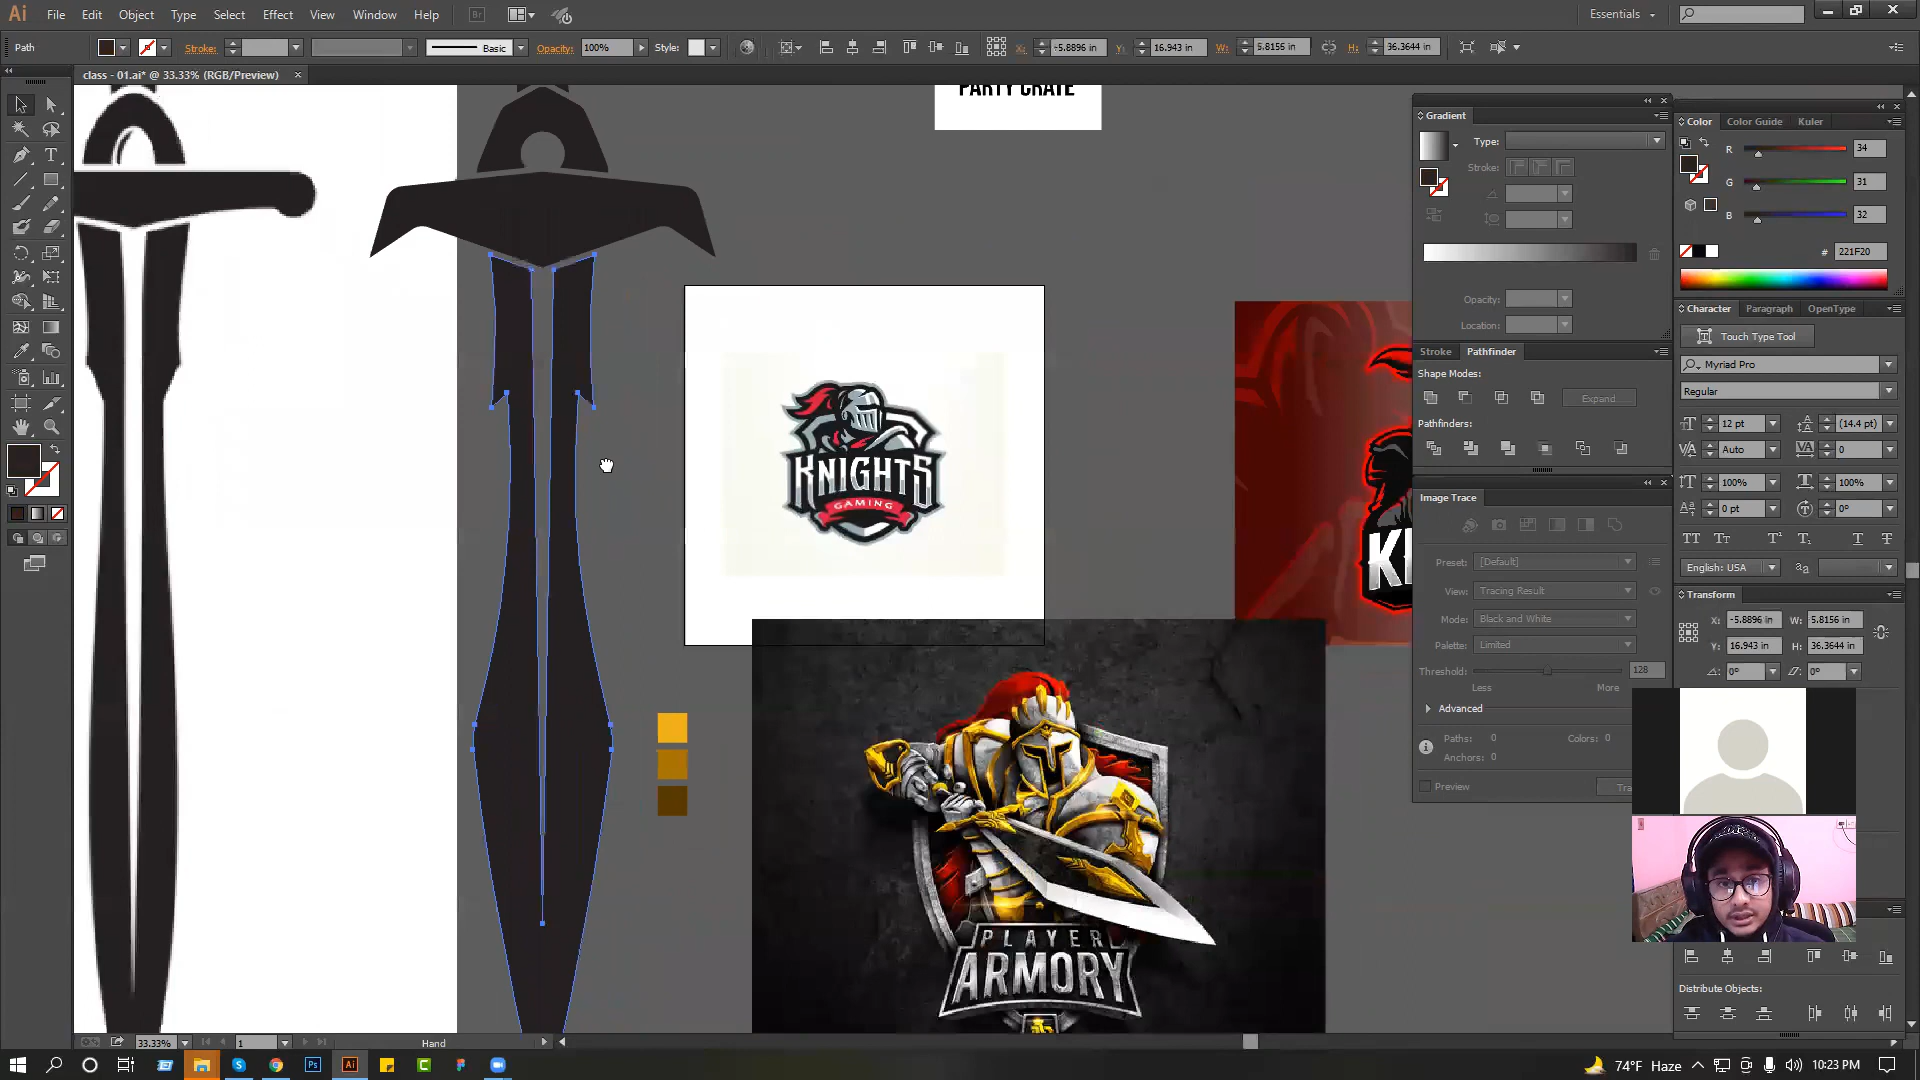 Ai File Edit Object Type Select Effect View Window Help Br Essentials
Path Stroke: Basic Opacity: 100% Style: X: -5.8896 in Y: 16.943 in W: 5.8156 in H: 36.3644 in
class - 01.ai* @ 33.33% (RGB/Preview) ×
PARTY CRATE
KNIGHTS
GAMING
PLAYER
ARMORY
Gradient
Type:
Stroke:
Opacity:
Location:
Stroke Pathfinder
Shape Modes:
Expand
Pathfinders:
Image Trace
Preset: [Default]
View: Tracing Result
Mode: Black and White
Palette: Limited
Threshold: 128
Less More
Advanced
Paths: 0 Colors: 0
Anchors: 0
Preview Tra
Color Color Guide Kuler
R 34
G 31
B 32
# 221F20
Character Paragraph OpenType
Touch Type Tool
Myriad Pro
Regular
12 pt (14.4 pt)
Auto 0
100% 100%
0 pt 0°
English: USA
Transform
X: -5.8896 in W: 5.8156 in
Y: 16.943 in H: 36.3644 in
0° 0°
Distribute Objects:
33.33% 1 Hand
74°F Haze 10:23 PM